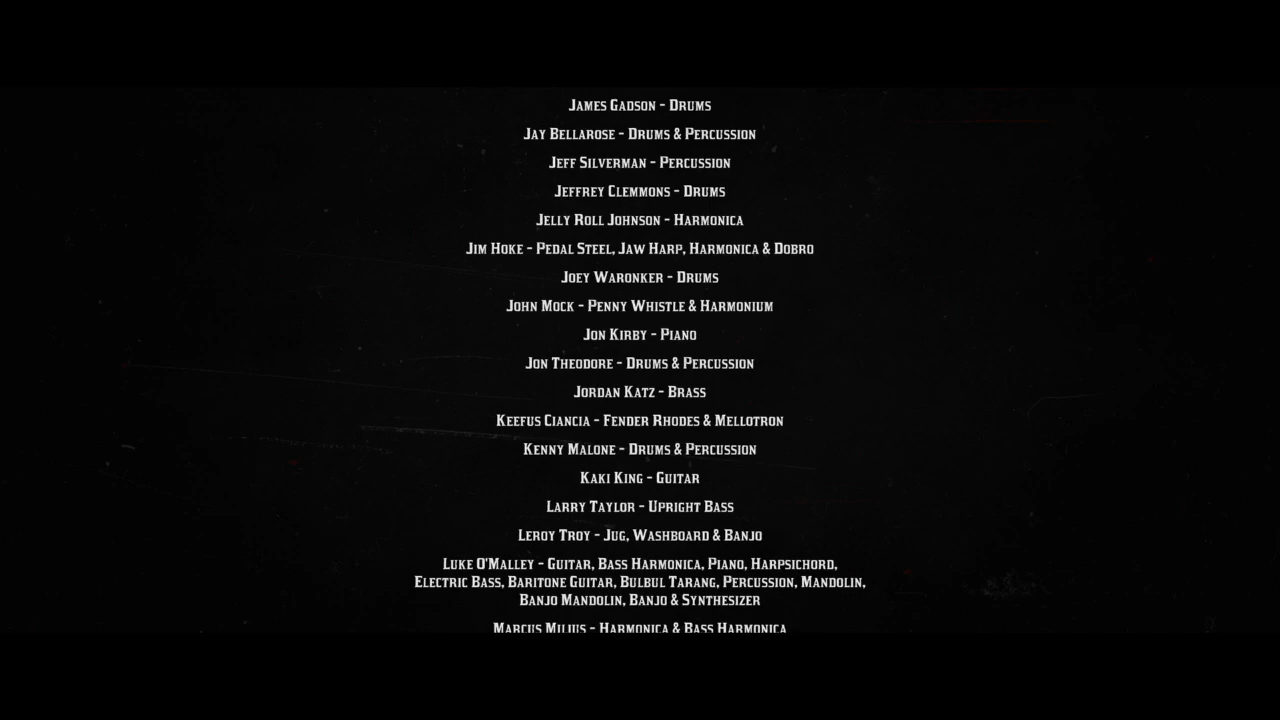 James Gadson - Drums
Jay Bellarose - Drums & Percussion
Jeff Silverman - Percussion
Jeffrey Clemmons - Drums
Jelly Roll Johnson - Harmonica
Jim Hoke - Pedal Steel, Jaw Harp, Harmonica & Dobro
Joey Waronker - Drums
John Mock - Penny Whistle & Harmonium
Jon Kirby - Piano
Jon Theodore - Drums & Percussion
Jordan Katz - Brass
Keefus Ciancia - Fender Rhodes & Mellotron
Kenny Malone - Drums & Percussion
Kaki King - Guitar
Larry Taylor - Upright Bass
Leroy Troy - Jug, Washboard & Banjo
Luke O'Malley - Guitar, Bass Harmonica, Piano, Harpsichord,
Electric Bass, Baritone Guitar, Bulbul Tarang, Percussion, Mandolin,
Banjo Mandolin, Banjo & Synthesizer
Marcus Milius - Harmonica & Bass Harmonica